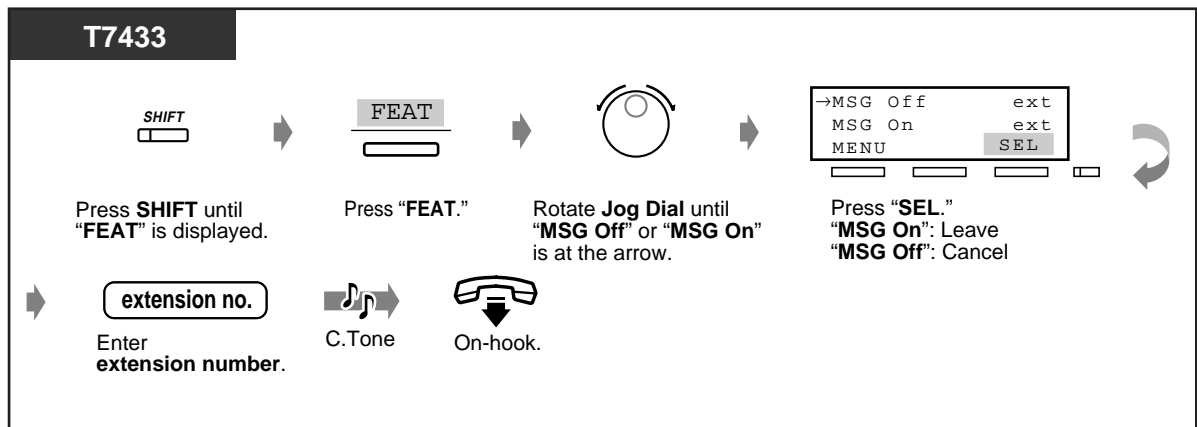 T7433
SHIFT
FEAT
→MSG Off ext
MSG On ext
MENU SEL
Press SHIFT until
"FEAT" is displayed.
Press “FEAT.”
Rotate Jog Dial until
“MSG Off” or “MSG On”
is at the arrow.
Press “SEL.”
“MSG On”: Leave
“MSG Off”: Cancel
extension no.
Enter
extension number.
C.Tone
On-hook.